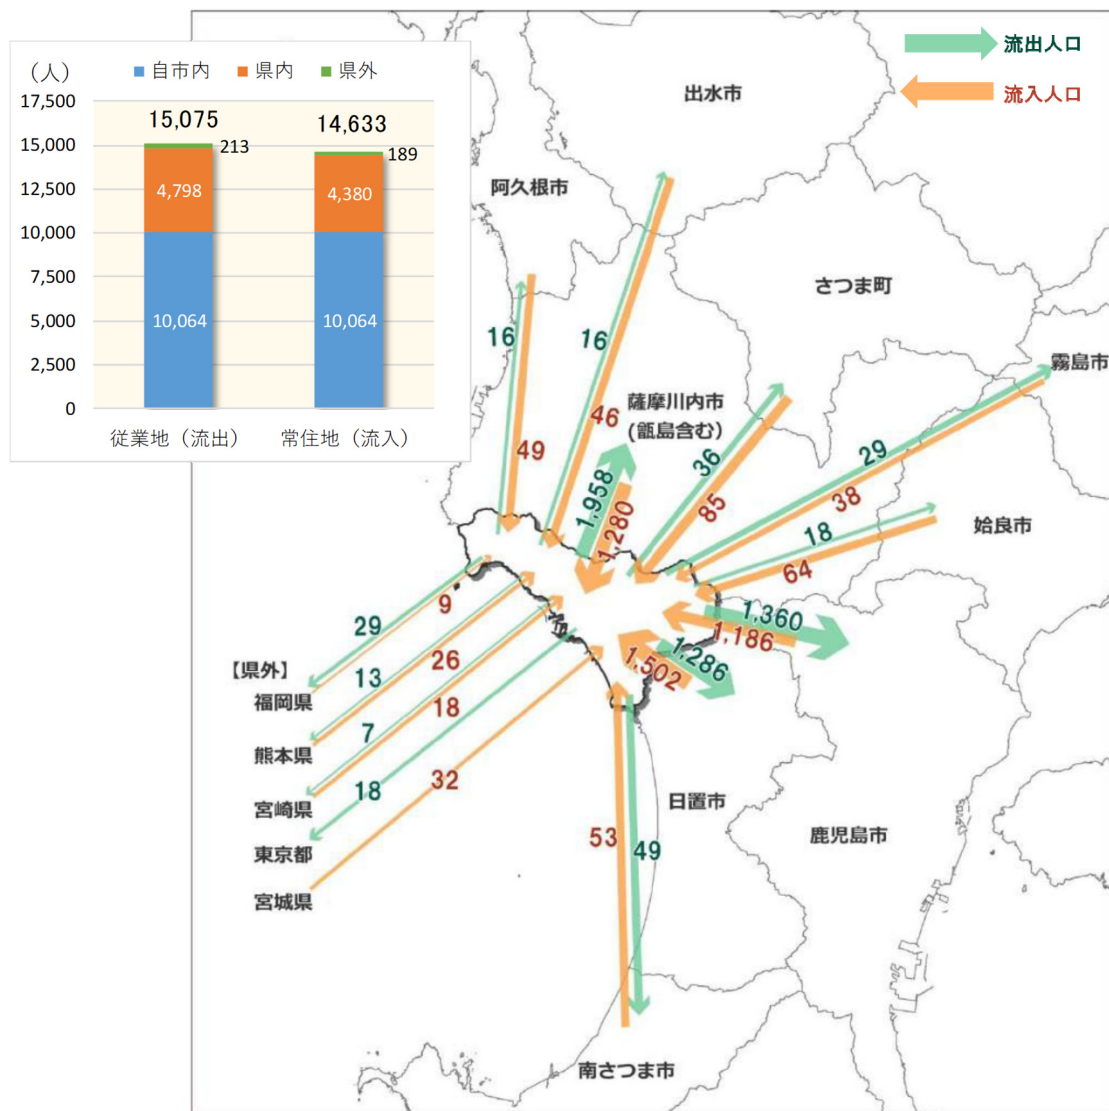 流出人口
流入人口
（人）
自市内 県内 県外
17,500
15,000
12,500
10,000
7,500
5,000
2,500
0
15,075
213
4,798
10,064
14,633
189
4,380
10,064
従業地（流出） 常住地（流入）
出水市
阿久根市
さつま町
霧島市
薩摩川内市
(甑島含む）
姶良市
16
49
16
46
1,958
1,280
36
85
29
38
18
64
1,360
1,186
1,286
1,502
29
9
13
26
7
18
18
32
53
49
【県外】
福岡県
熊本県
宮崎県
東京都
宮城県
日置市
鹿児島市
南さつま市